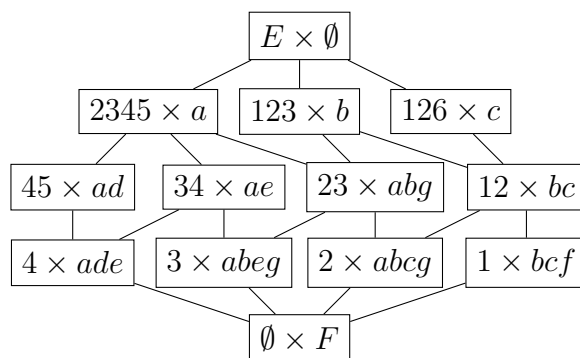 E × ∅
2345 × a 123 × b 126 × c
45 × ad 34 × ae 23 × abg 12 × bc
4 × ade 3 × abeg 2 × abcg 1 × bcf
∅ × F